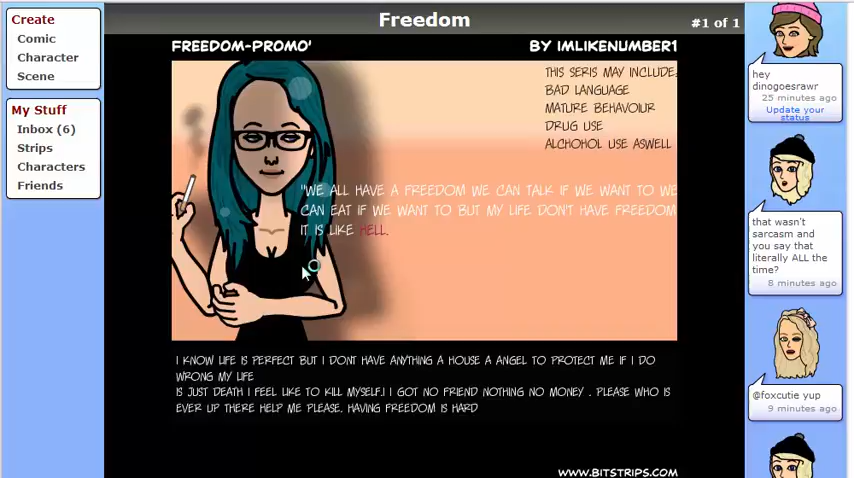 Create
Comic
Character
Scene
My Stuff
Inbox (6)
Strips
Characters
Friends
Freedom
#1 of 1
FREEDOM-PROMO'
BY IMLIKENUMBER1
THIS SERIS MAY INCLUDE:
BAD LANGUAGE
MATURE BEHAVOIUR
DRUG USE
ALCHOHOL USE ASWELL
"WE ALL HAVE A FREEDOM WE CAN TALK IF WE WANT TO WE
CAN EAT IF WE WANT TO BUT MY LIFE DON'T HAVE FREEDOM
IT IS LIKE HELL.
I KNOW LIFE IS PERFECT BUT I DONT HAVE ANYTHING A HOUSE A ANGEL TO PROTECT ME IF I DO
WRONG MY LIFE
IS JUST DEATH I FEEL LIKE TO KILL MYSELF.I I GOT NO FRIEND NOTHING NO MONEY . PLEASE WHO IS
EVER UP THERE HELP ME PLEASE. HAVING FREEDOM IS HARD
WWW.BITSTRIPS.COM
hey
dinogoesrawr
25 minutes ago
Update your
status
that wasn't
sarcasm and
you say that
literally ALL the
time?
8 minutes ago
@foxcutie yup
9 minutes ago